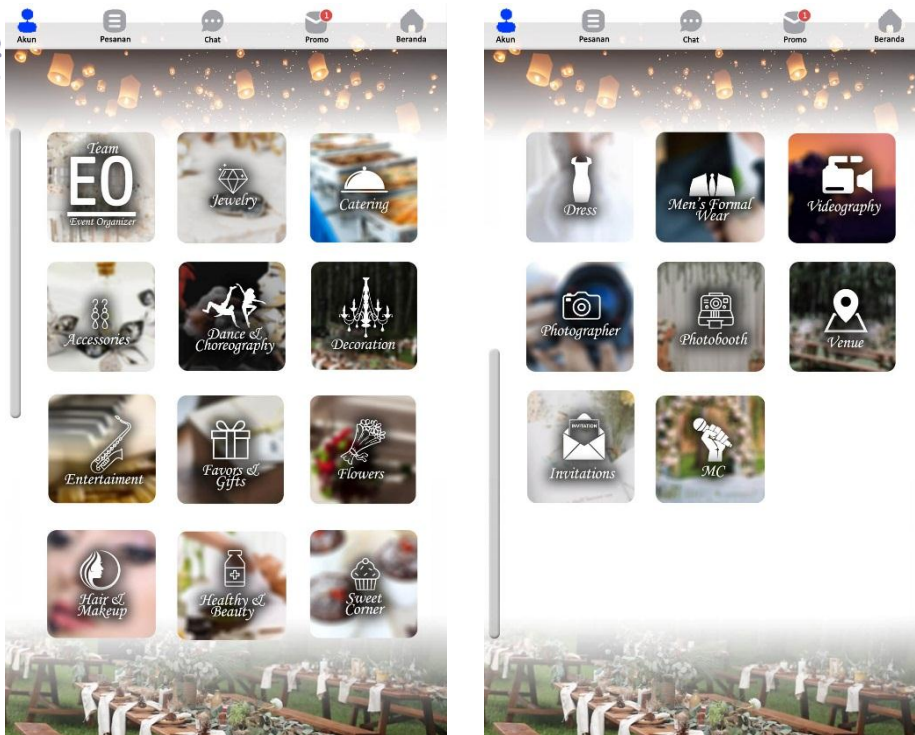 Akun
Pesanan
Chat
1
Promo
Beranda
Team
EO
Event Organizer
Jewelry
Catering
Accessories
Dance &
Choreography
Decoration
Entertaiment
Favors &
Gifts
Flowers
Hair &
Makeup
Healthy &
Beauty
Sweet
Corner
Akun
Pesanan
Chat
1
Promo
Beranda
Dress
Men's Formal
Wear
Videography
Photographer
Photobooth
Venue
INVITATION
Invitations
MC